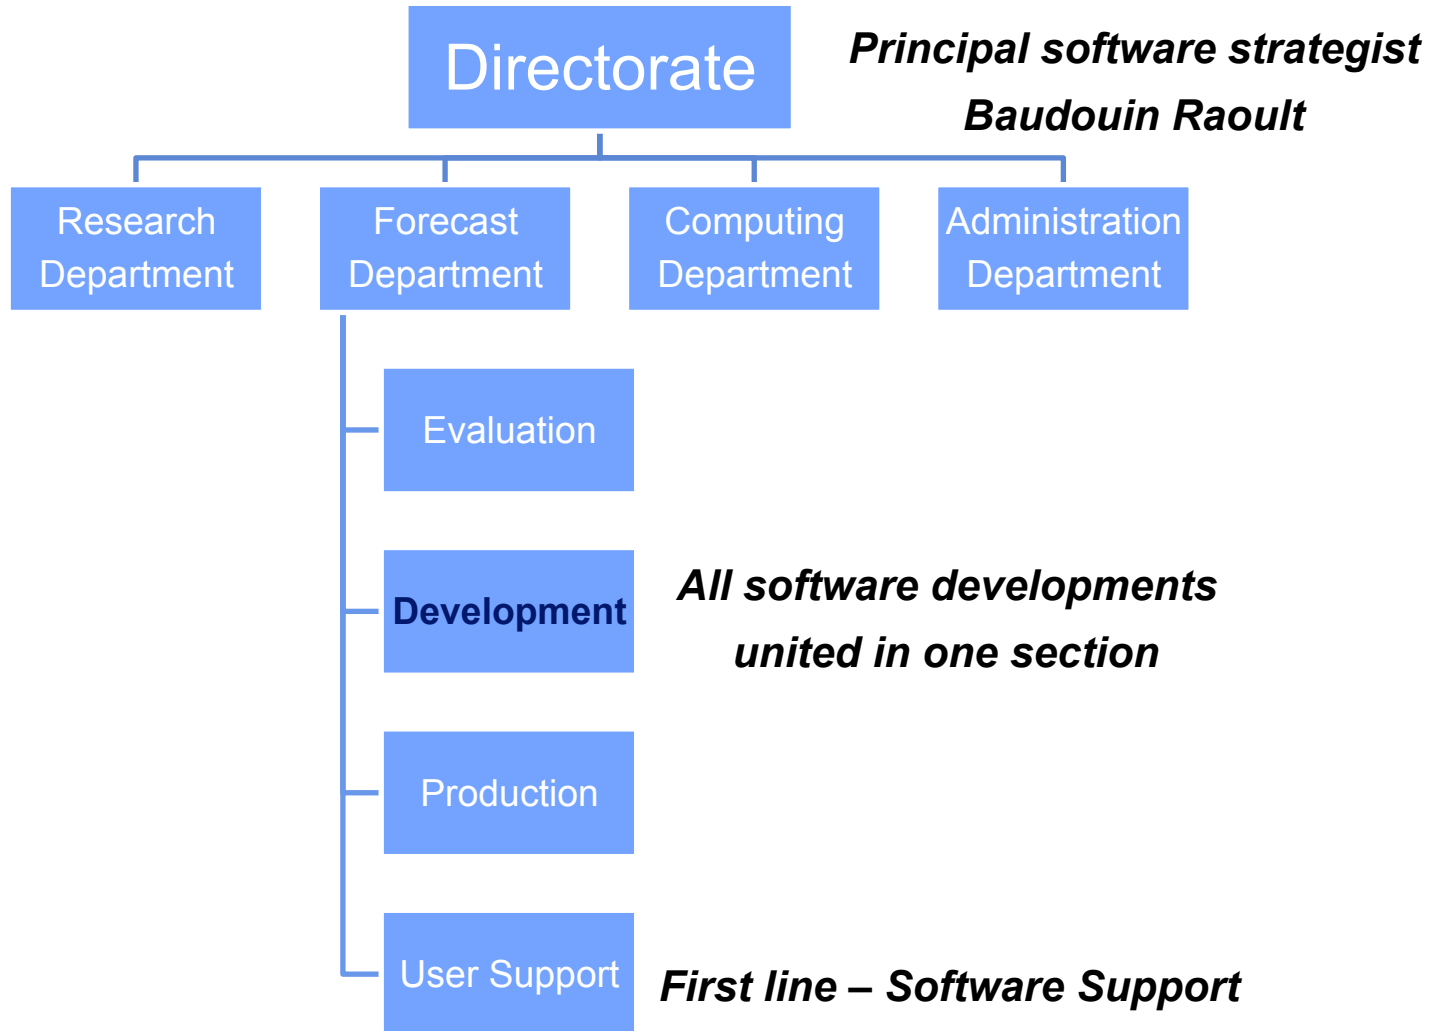 Directorate
Principal software strategist
Baudouin Raoult
Research
Department
Forecast
Department
Computing
Department
Administration
Department
Evaluation
Development
All software developments
united in one section
Production
User Support
First line – Software Support